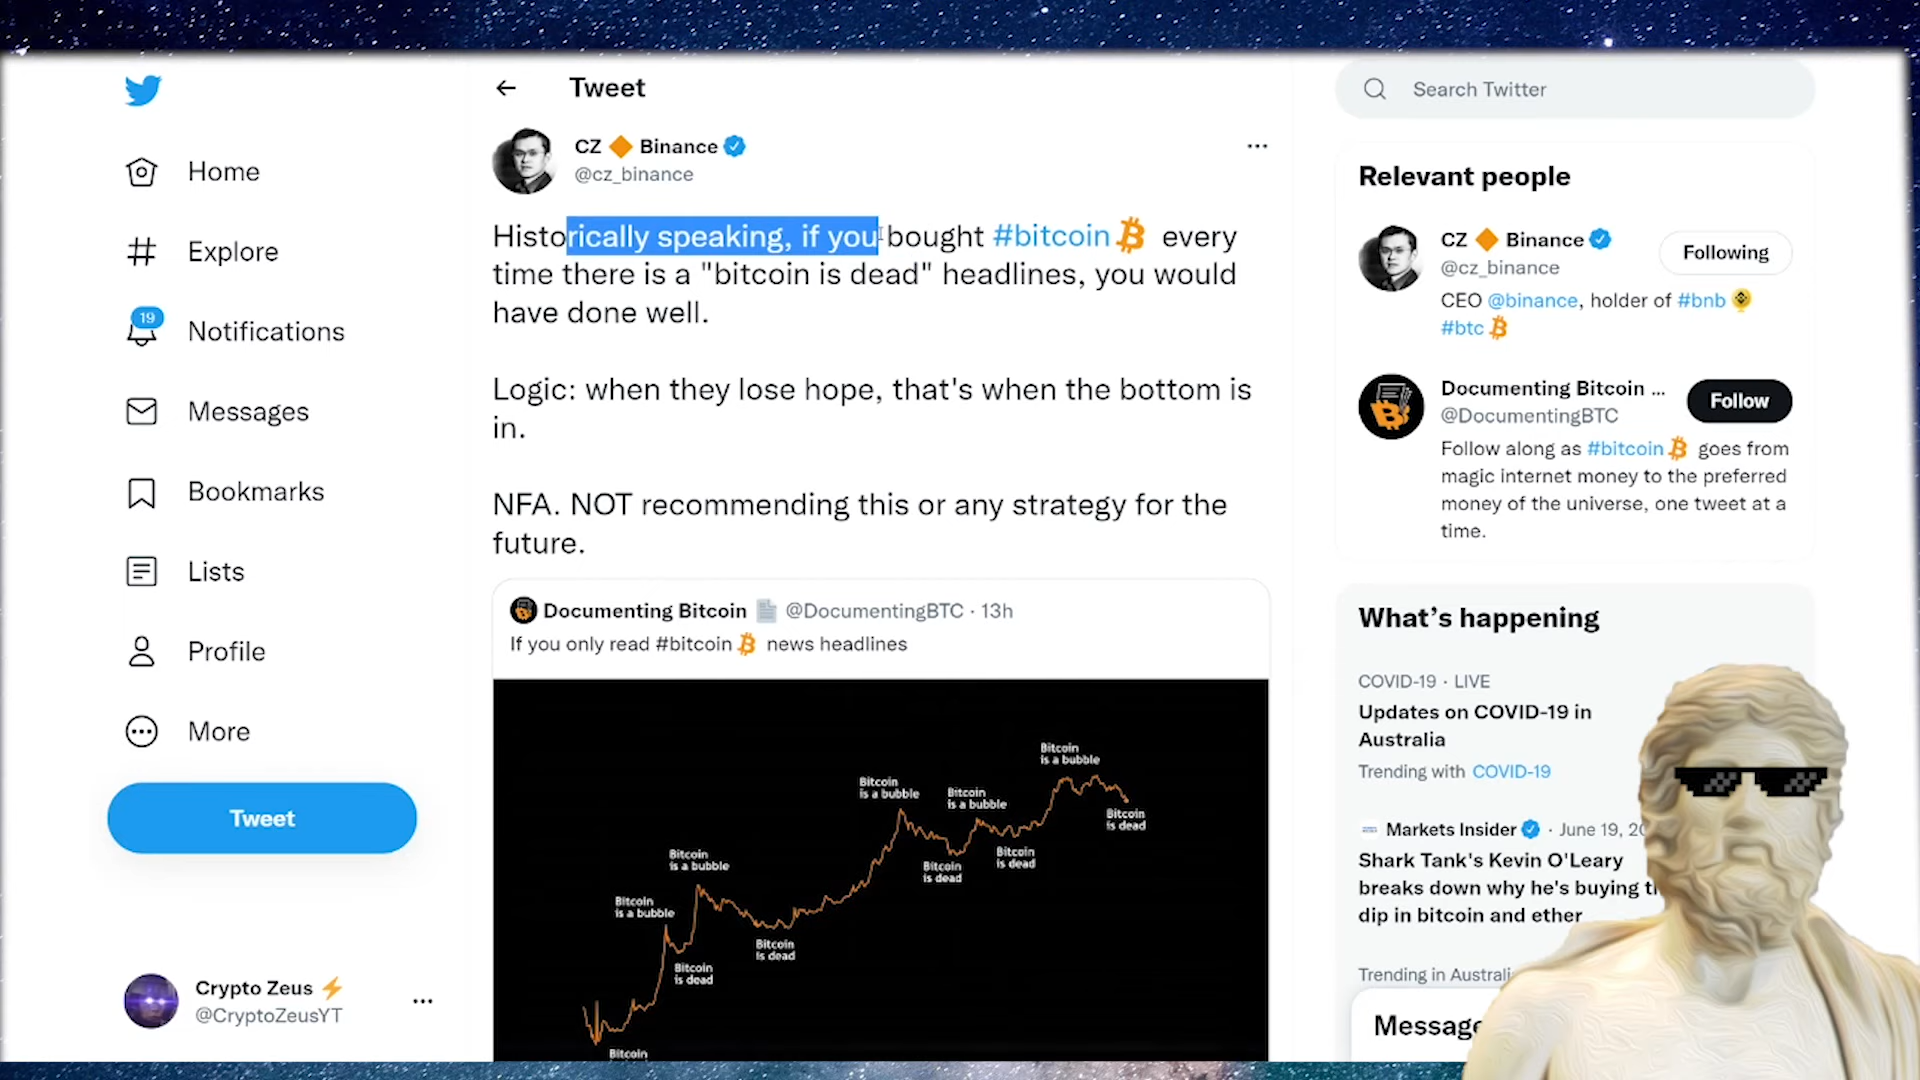 Home
Explore
19
Notifications
Messages
Bookmarks
Lists
Profile
More
Tweet
Crypto Zeus
@CryptoZeusYT
Tweet
CZ Binance
@cz_binance
Historically speaking, if you bought #bitcoin every
time there is a "bitcoin is dead" headlines, you would
have done well.
Logic: when they lose hope, that's when the bottom is
in.
NFA. NOT recommending this or any strategy for the
future.
Documenting Bitcoin @DocumentingBTC · 13h
If you only read #bitcoin news headlines
Bitcoin
is a bubble
Bitcoin
is a bubble
Bitcoin
is a bubble
Bitcoin
is dead
Bitcoin
is dead
Bitcoin
is dead
Bitcoin
is a bubble
Bitcoin
is a bubble
Bitcoin
is dead
Bitcoin
is dead
Bitcoin
Search Twitter
Relevant people
CZ Binance
@cz_binance
Following
CEO @binance, holder of #bnb
#btc
Documenting Bitcoin ...
@DocumentingBTC
Follow
Follow along as #bitcoin goes from
magic internet money to the preferred
money of the universe, one tweet at a
time.
What's happening
COVID-19 · LIVE
Updates on COVID-19 in
Australia
Trending with COVID-19
Markets Insider · June 19, 20
Shark Tank's Kevin O'Leary
breaks down why he's buying
dip in bitcoin and ether
Trending in